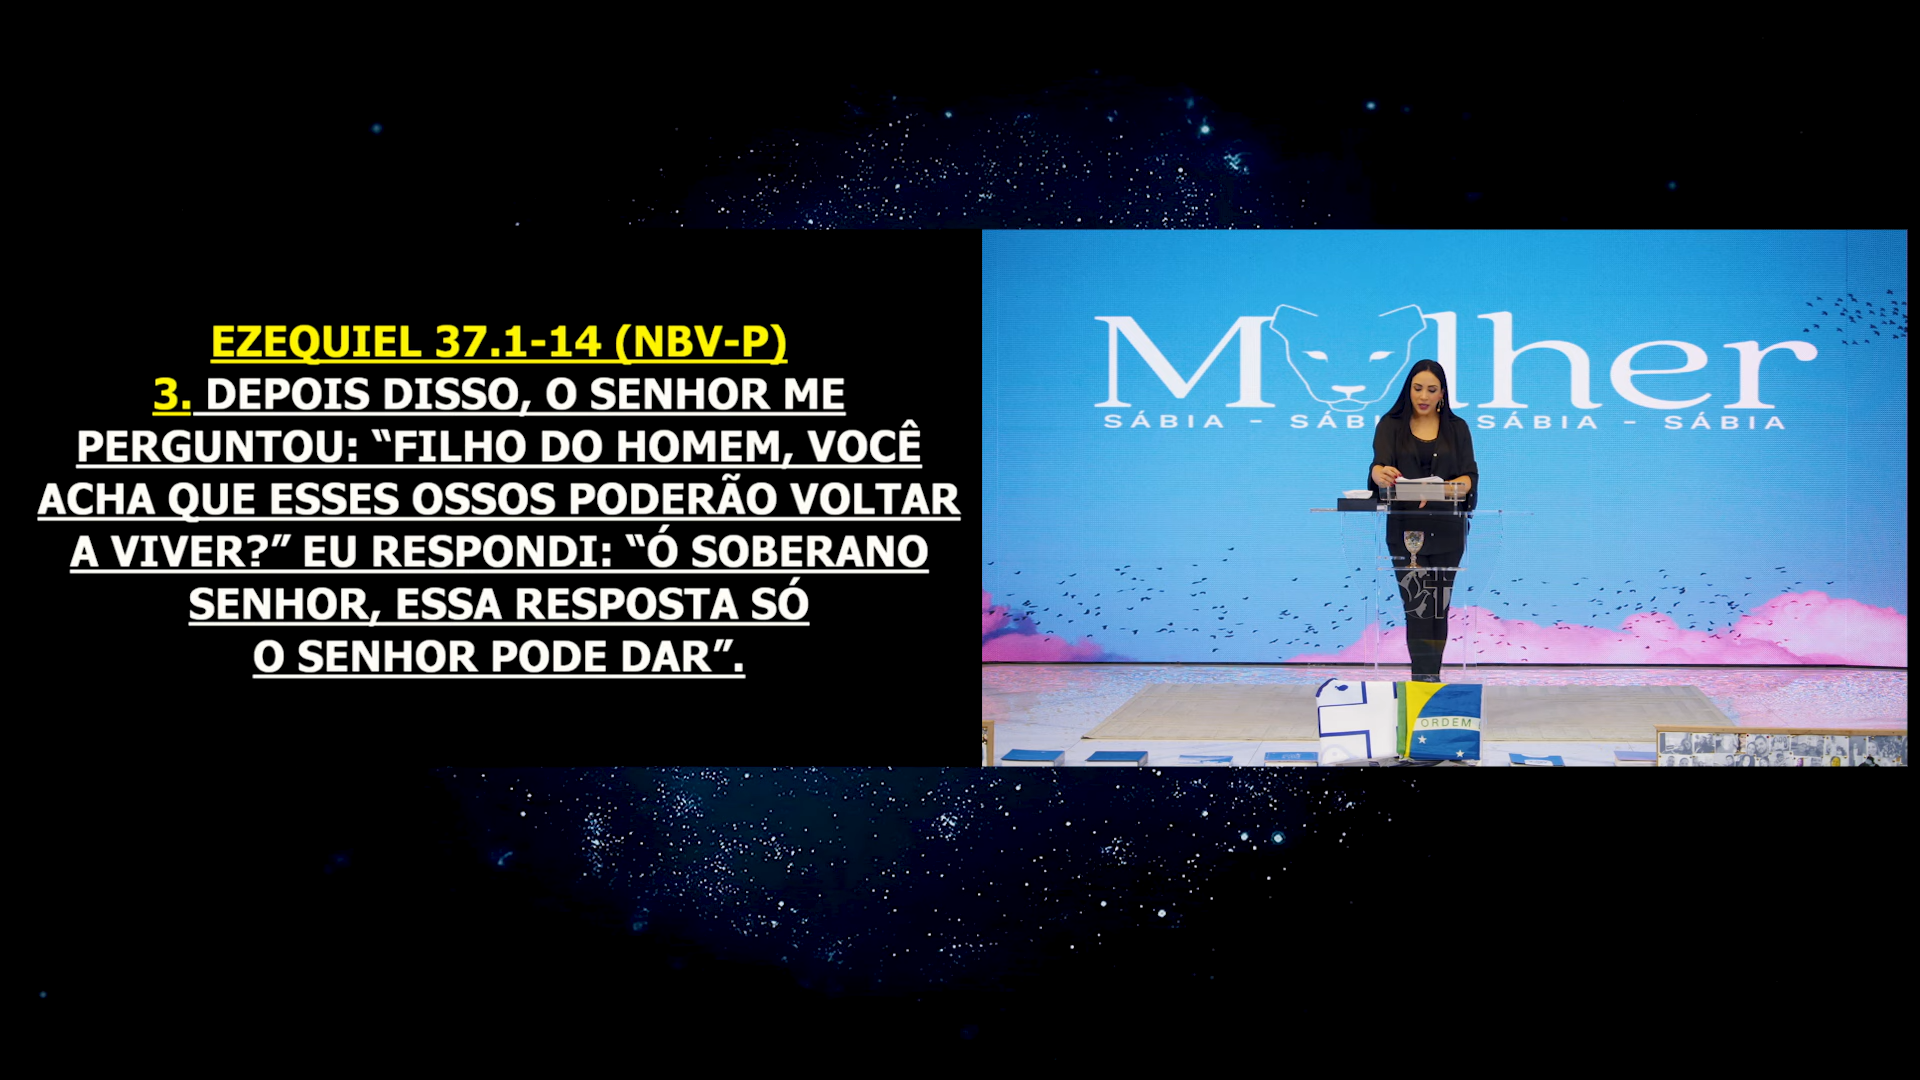 EZEQUIEL 37.1-14 (NBV-P)
3. DEPOIS DISSO, O SENHOR ME
PERGUNTOU: “FILHO DO HOMEM, VOCÊ
ACHA QUE ESSES OSSOS PODERÃO VOLTAR
A VIVER?” EU RESPONDI: “Ó SOBERANO
SENHOR, ESSA RESPOSTA SÓ
O SENHOR PODE DAR”.
Mulher
SÁBIA - SÁBI SÁBIA - SÁBIA
ORDEM